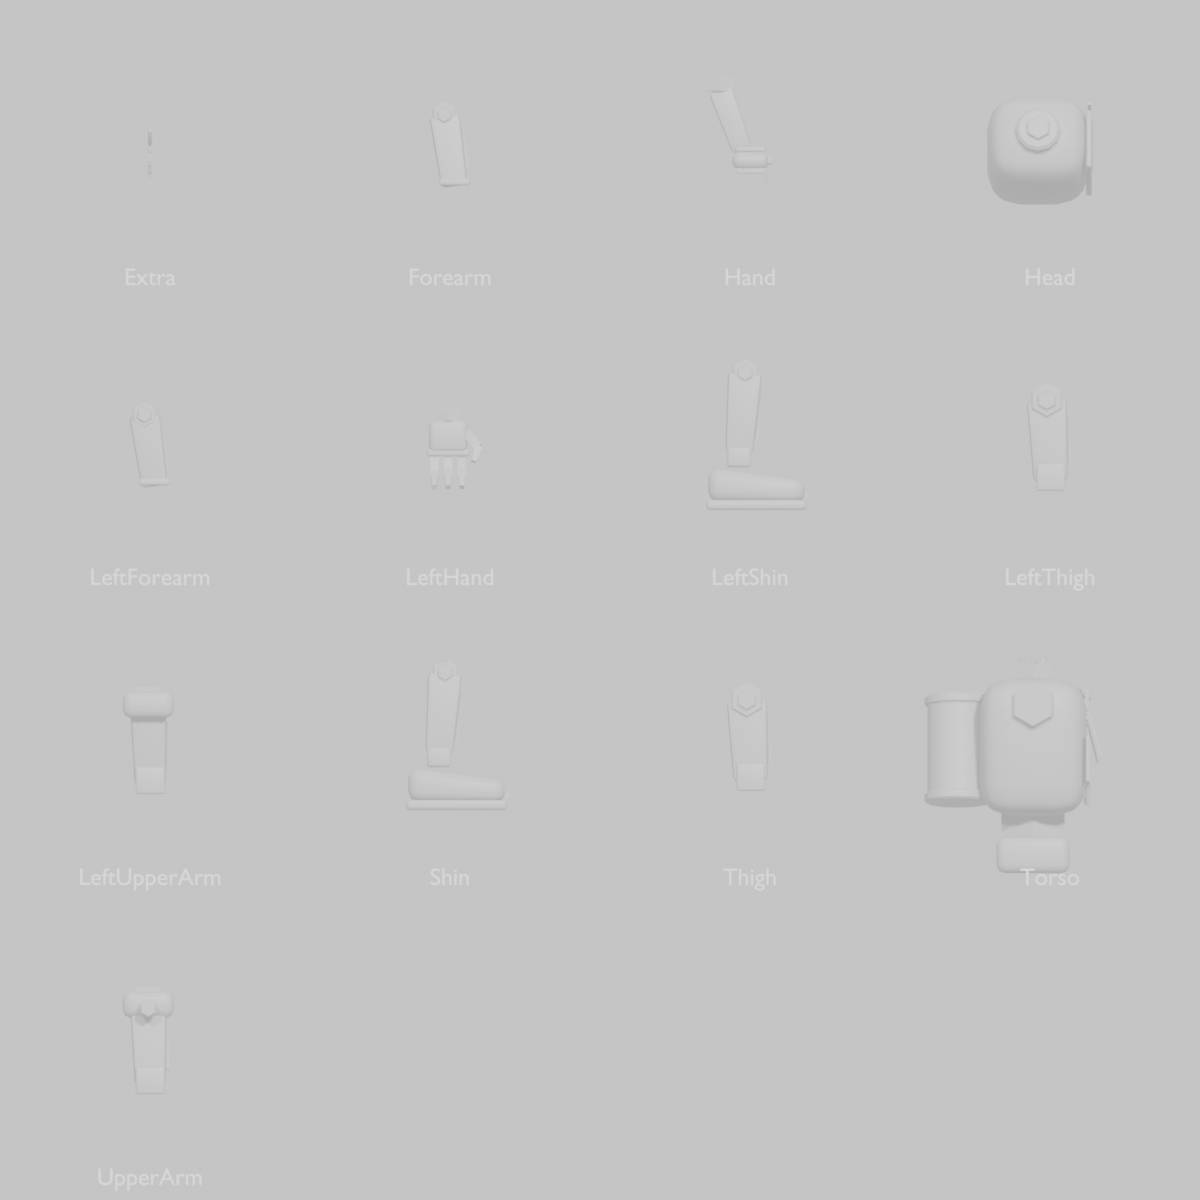 Extra
Forearm
Hand
Head
LeftForearm
LeftHand
LeftShin
LeftThigh
LeftUpperArm
Shin
Thigh
Torso
UpperArm